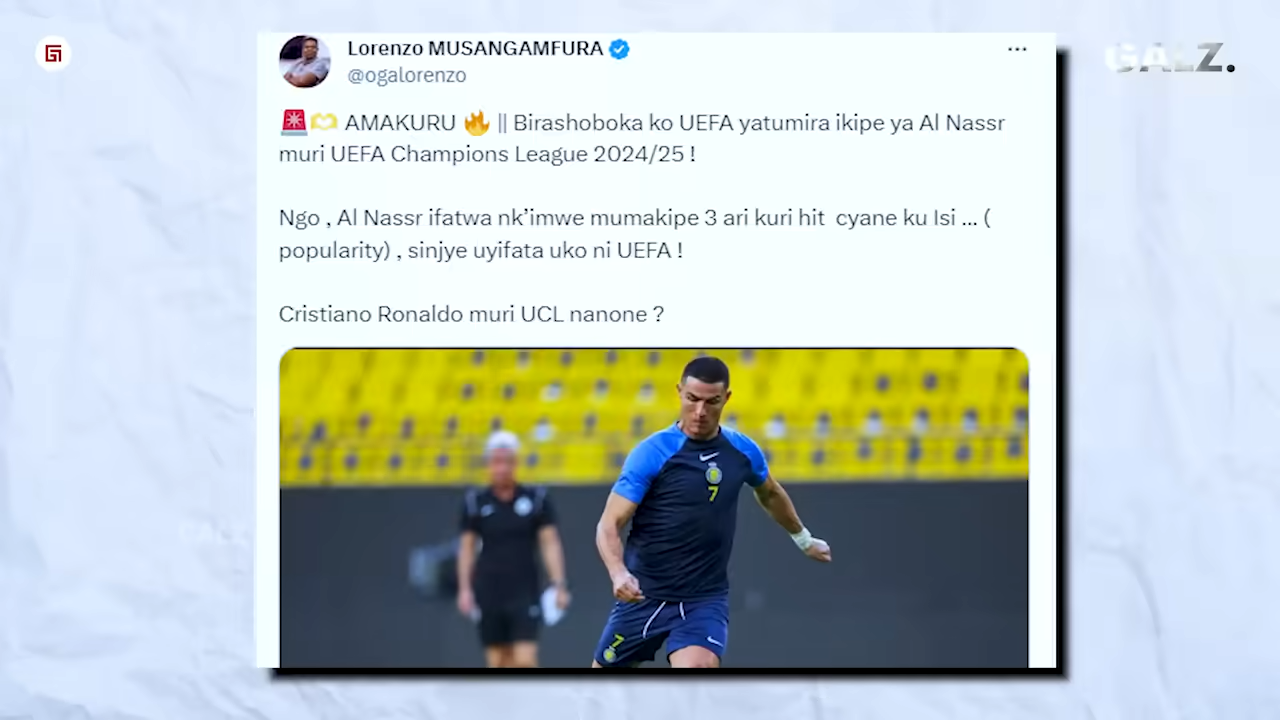 Lorenzo MUSANGAMFURA
@ogalorenzo
GALZ.
AMAKURU 🔥 || Birashoboka ko UEFA yatumira ikipe ya Al Nassr
muri UEFA Champions League 2024/25 !
Ngo , Al Nassr ifatwa nk’imwe mumakipe 3 ari kuri hit cyane ku Isi ... (
popularity) , sinjye uyifata uko ni UEFA !
Cristiano Ronaldo muri UCL nanone ?
7
7